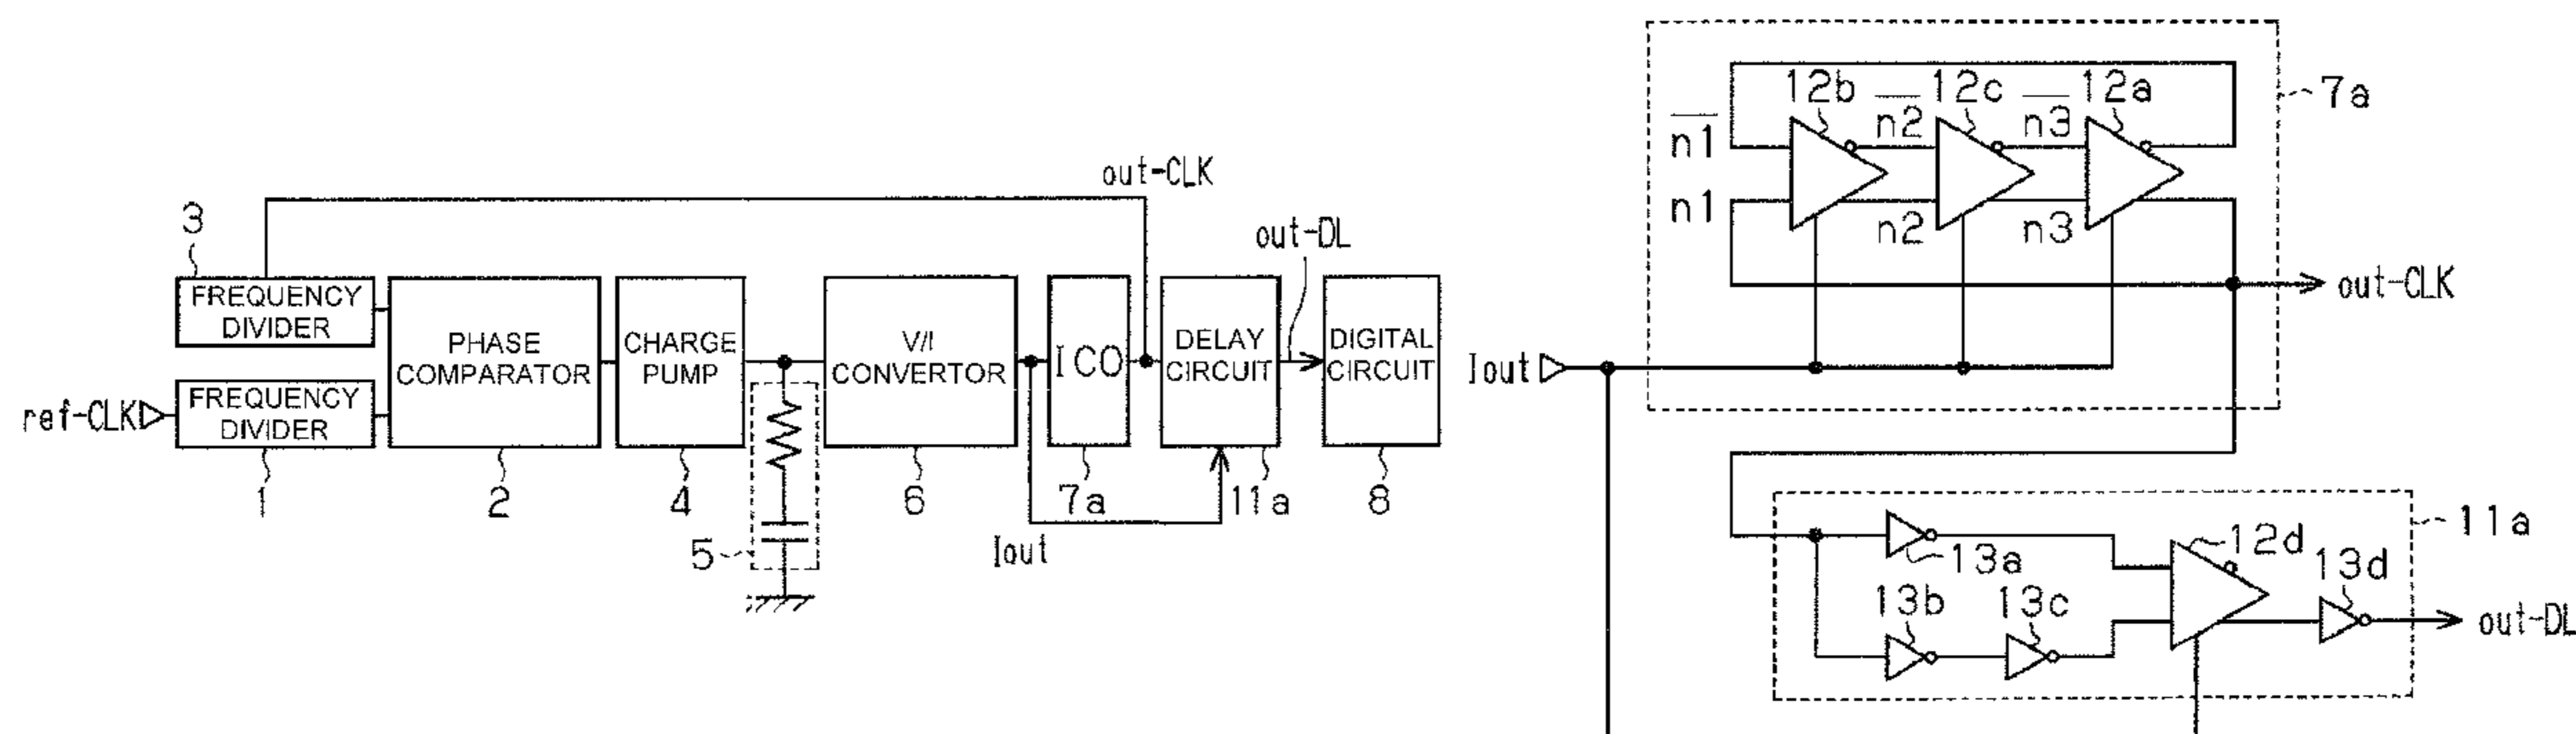 out-CLK
3
out-DL
FREQUENCY
DIVIDER
PHASE
COMPARATOR
CHARGE
PUMP
V/I
CONVERTOR
ICO
DELAY
CIRCUIT
DIGITAL
CIRCUIT
ref-CLK
FREQUENCY
DIVIDER
1
2
4
5
6
7a
11a
8
Iout
7a
12b
12c
12a
n1
n2
n3
n1
n2
n3
out-CLK
Iout
11a
13a
12d
13d
13b
13c
out-DL